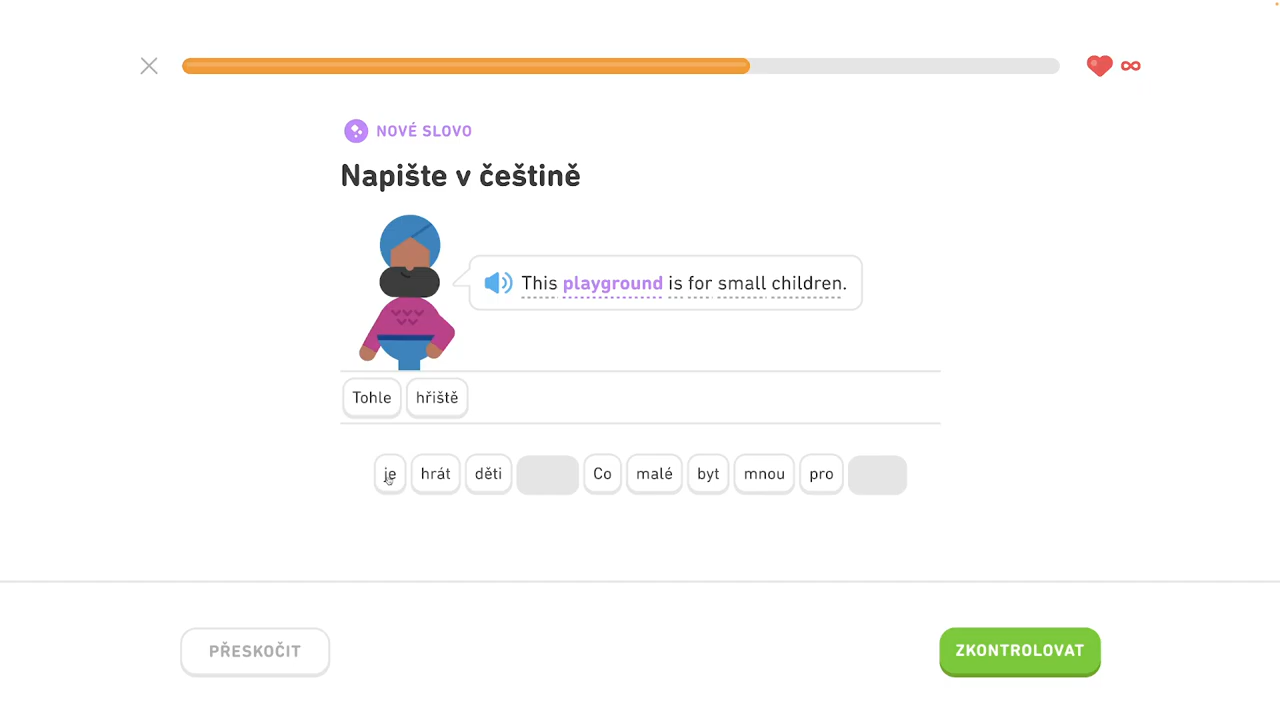 NOVÉ SLOVO
Napište v češtině
This playground is for small children.
Tohle hřiště
je hrát děti Co malé byt mnou pro
PŘESKOČIT ZKONTROLOVAT